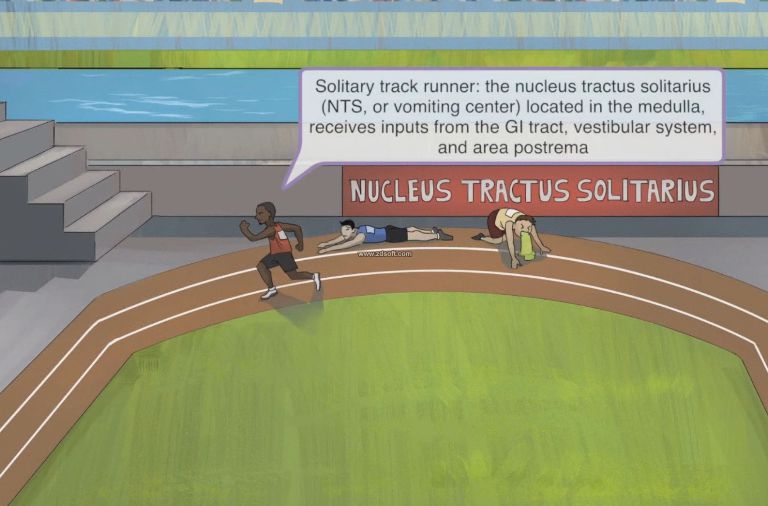 Solitary track runner: the nucleus tractus solitarius
(NTS, or vomiting center) located in the medulla,
receives inputs from the GI tract, vestibular system,
and area postrema
NUCLEUS TRACTUS SOLITARIUS
www.zdsoft.com